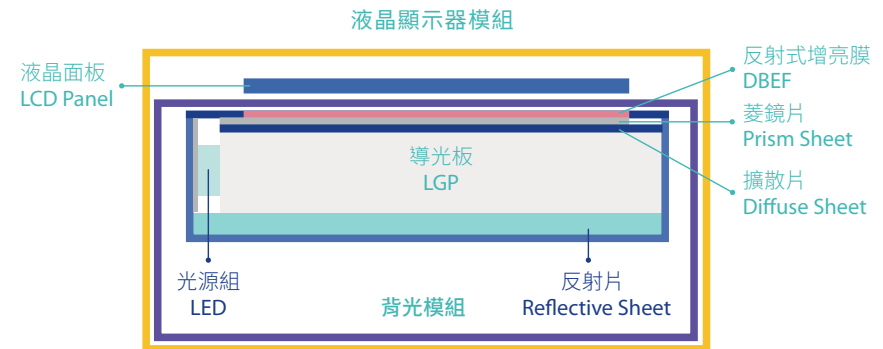 液晶顯示器模組
液晶面板
LCD Panel
反射式增亮膜
DBEF
菱鏡片
Prism Sheet
擴散片
Diffuse Sheet
導光板
LGP
光源組
LED
背光模組
反射片
Reflective Sheet